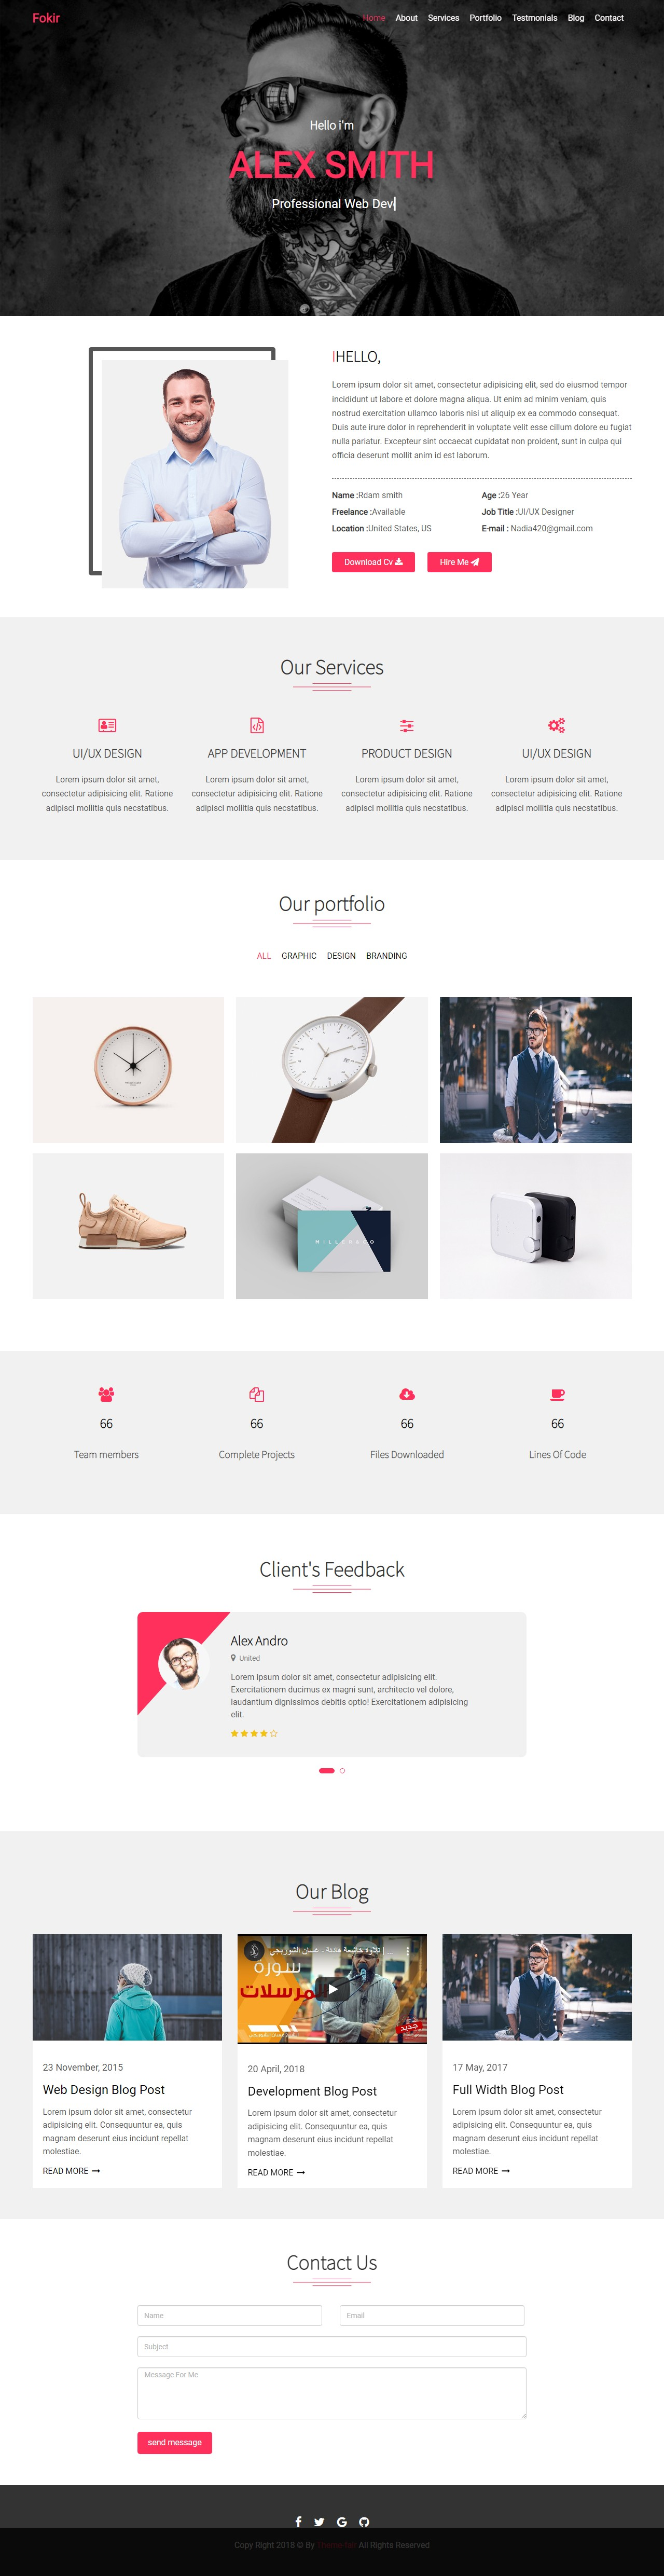 Fokir
Home About Services Portfolio Testmonials Blog Contact
Hello i'm
ALEX SMITH
Professional Web Dev|
IHELLO,
Lorem ipsum dolor sit amet, consectetur adipisicing elit, sed do eiusmod tempor
incididunt ut labore et dolore magna aliqua. Ut enim ad minim veniam, quis
nostrud exercitation ullamco laboris nisi ut aliquip ex ea commodo consequat.
Duis aute irure dolor in reprehenderit in voluptate velit esse cillum dolore eu fugiat
nulla pariatur. Excepteur sint occaecat cupidatat non proident, sunt in culpa qui
officia deserunt mollit anim id est laborum.
Name :Rdam smith
Age :26 Year
Freelance :Available
Job Title :UI/UX Designer
Location :United States, US
E-mail : Nadia420@gmail.com
Download Cv
Hire Me
Our Services
UI/UX DESIGN
Lorem ipsum dolor sit amet,
consectetur adipisicing elit. Ratione
adipisci mollitia quis necstatibus.
APP DEVELOPMENT
Lorem ipsum dolor sit amet,
consectetur adipisicing elit. Ratione
adipisci mollitia quis necstatibus.
PRODUCT DESIGN
Lorem ipsum dolor sit amet,
consectetur adipisicing elit. Ratione
adipisci mollitia quis necstatibus.
UI/UX DESIGN
Lorem ipsum dolor sit amet,
consectetur adipisicing elit. Ratione
adipisci mollitia quis necstatibus.
Our portfolio
ALL GRAPHIC DESIGN BRANDING
66
Team members
66
Complete Projects
66
Files Downloaded
66
Lines Of Code
Client's Feedback
Alex Andro
United
Lorem ipsum dolor sit amet, consectetur adipisicing elit.
Exercitationem ducimus ex magni sunt, architecto vel dolore,
laudantium dignissimos debitis optio! Exercitationem adipisicing
elit.
Our Blog
23 November, 2015
Web Design Blog Post
Lorem ipsum dolor sit amet, consectetur
adipisicing elit. Consequuntur ea, quis
magnam deserunt eius incidunt repellat
molestiae.
READ MORE
تلاوة خاشعة هادئة - غسان الشوربجي |
سورة
المرسلات
جديد
20 April, 2018
Development Blog Post
Lorem ipsum dolor sit amet, consectetur
adipisicing elit. Consequuntur ea, quis
magnam deserunt eius incidunt repellat
molestiae.
READ MORE
17 May, 2017
Full Width Blog Post
Lorem ipsum dolor sit amet, consectetur
adipisicing elit. Consequuntur ea, quis
magnam deserunt eius incidunt repellat
molestiae.
READ MORE
Contact Us
Name
Email
Subject
Message For Me
send message
Copy Right 2018 © By All Rights Reserved